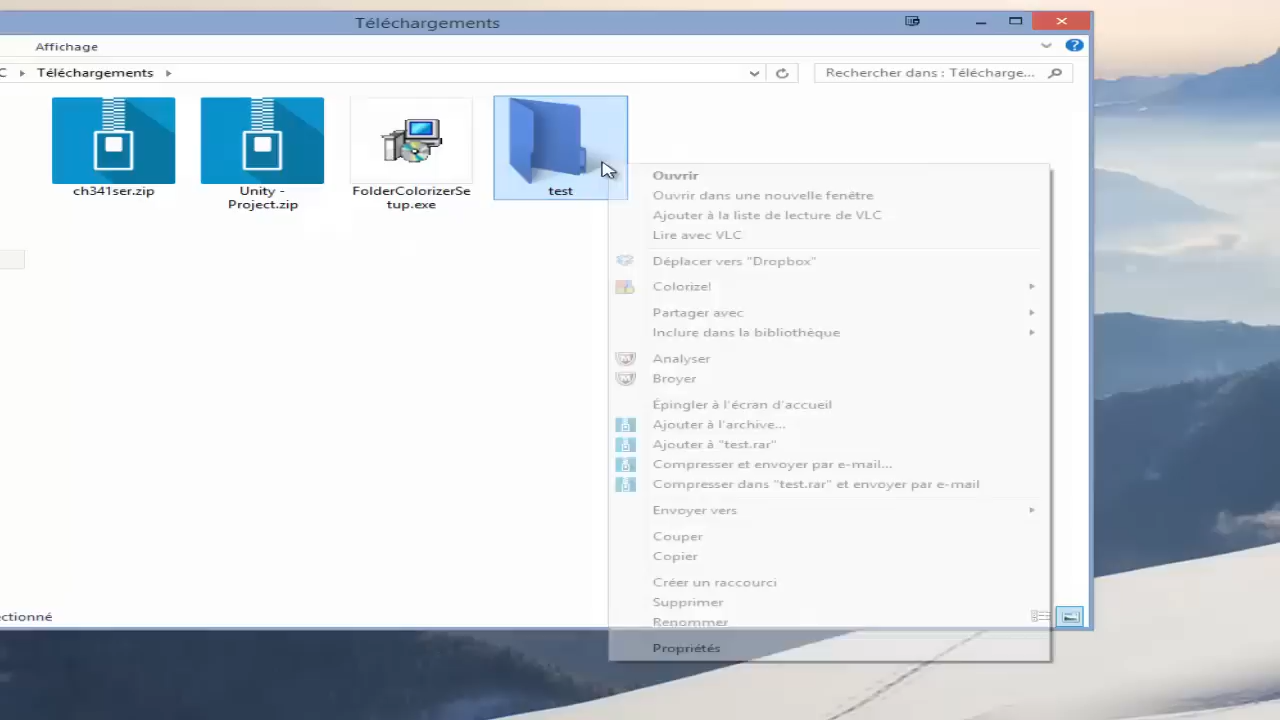 Téléchargements
Affichage
C ▸ Téléchargements ▸
Rechercher dans : Télécharge...
ch341ser.zip
Unity -
Project.zip
FolderColorizerSe
tup.exe
test
Ouvrir
Ouvrir dans une nouvelle fenêtre
Ajouter à la liste de lecture de VLC
Lire avec VLC
Déplacer vers "Dropbox"
Colorize!
Partager avec
Inclure dans la bibliothèque
Analyser
Broyer
Épingler à l'écran d'accueil
Ajouter à l'archive...
Ajouter à "test.rar"
Compresser et envoyer par e-mail...
Compresser dans "test.rar" et envoyer par e-mail
Envoyer vers
Couper
Copier
Créer un raccourci
Supprimer
Renommer
Propriétés
ectionné